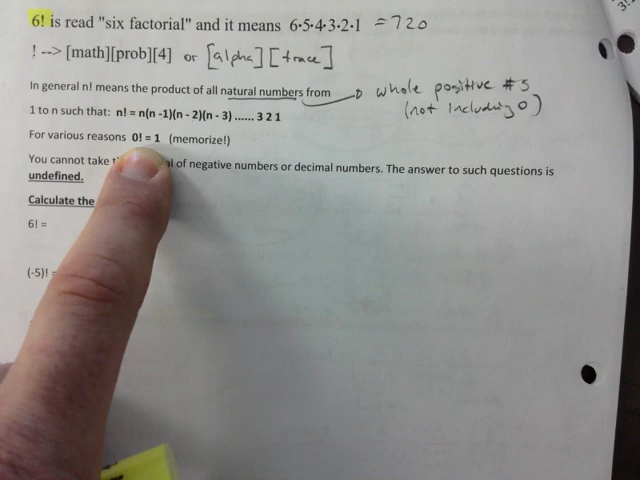 6! is read "six factorial" and it means 6·5·4·3·2·1 = 720
! --> [math][prob][4] or [alpha][trace]
In general n! means the product of all natural numbers from → whole positive #s
1 to n such that: n! = n(n -1)(n - 2)(n - 3) ...... 3 2 1 (not including 0)
For various reasons 0! = 1 (memorize!)
You cannot take of negative numbers or decimal numbers. The answer to such questions is
undefined.
Calculate the
6! =
(-5)! =